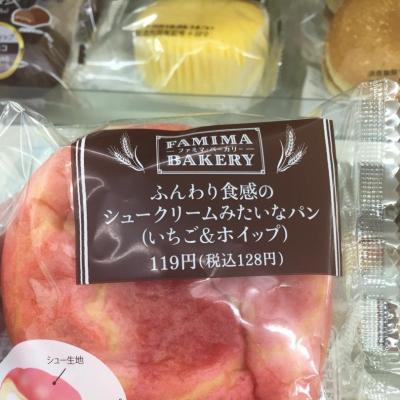 FAMIMA
ファミマ・ベーカリー
BAKERY
ふんわり食感の
シュークリームみたいなパン
(いちご&ホイップ)
119円(税込128円)
シュー生地